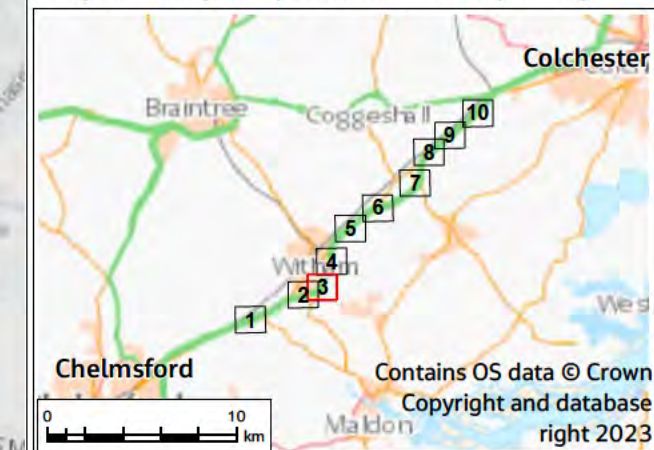 Colchester
Braintree
Coggeshall
10
9
8
7
6
5
4
Witham
3
2
1
Chelmsford
Contains OS data © Crown
Copyright and database
right 2023
Maldon
0 10
km